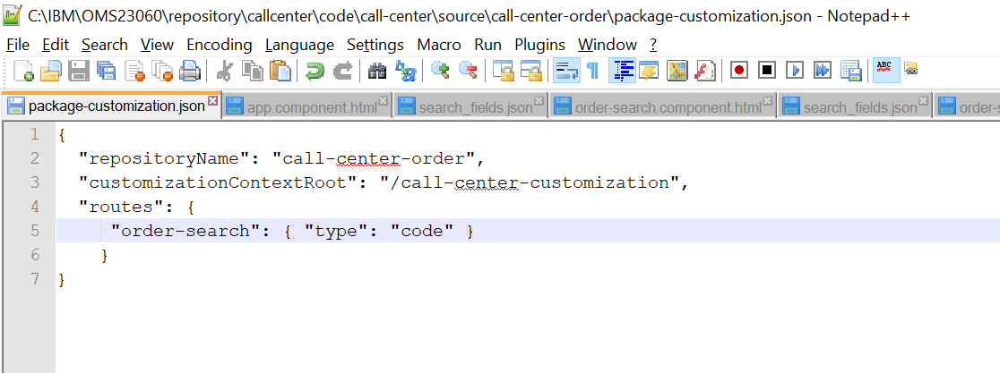 C:\IBM\OMS23060\repository\callcenter\code\call-center\source\call-center-order\package-customization.json - Notepad++
File Edit Search View Encoding Language Settings Macro Run Plugins Window ?
ABC
package-customization.json app.component.html search_fields.json order-search.component.html search_fields.json order-s
1 {
2 "repositoryName": "call-center-order",
3 "customizationContextRoot": "/call-center-customization",
4 "routes": {
5 "order-search": { "type": "code" }
6 }
7 }